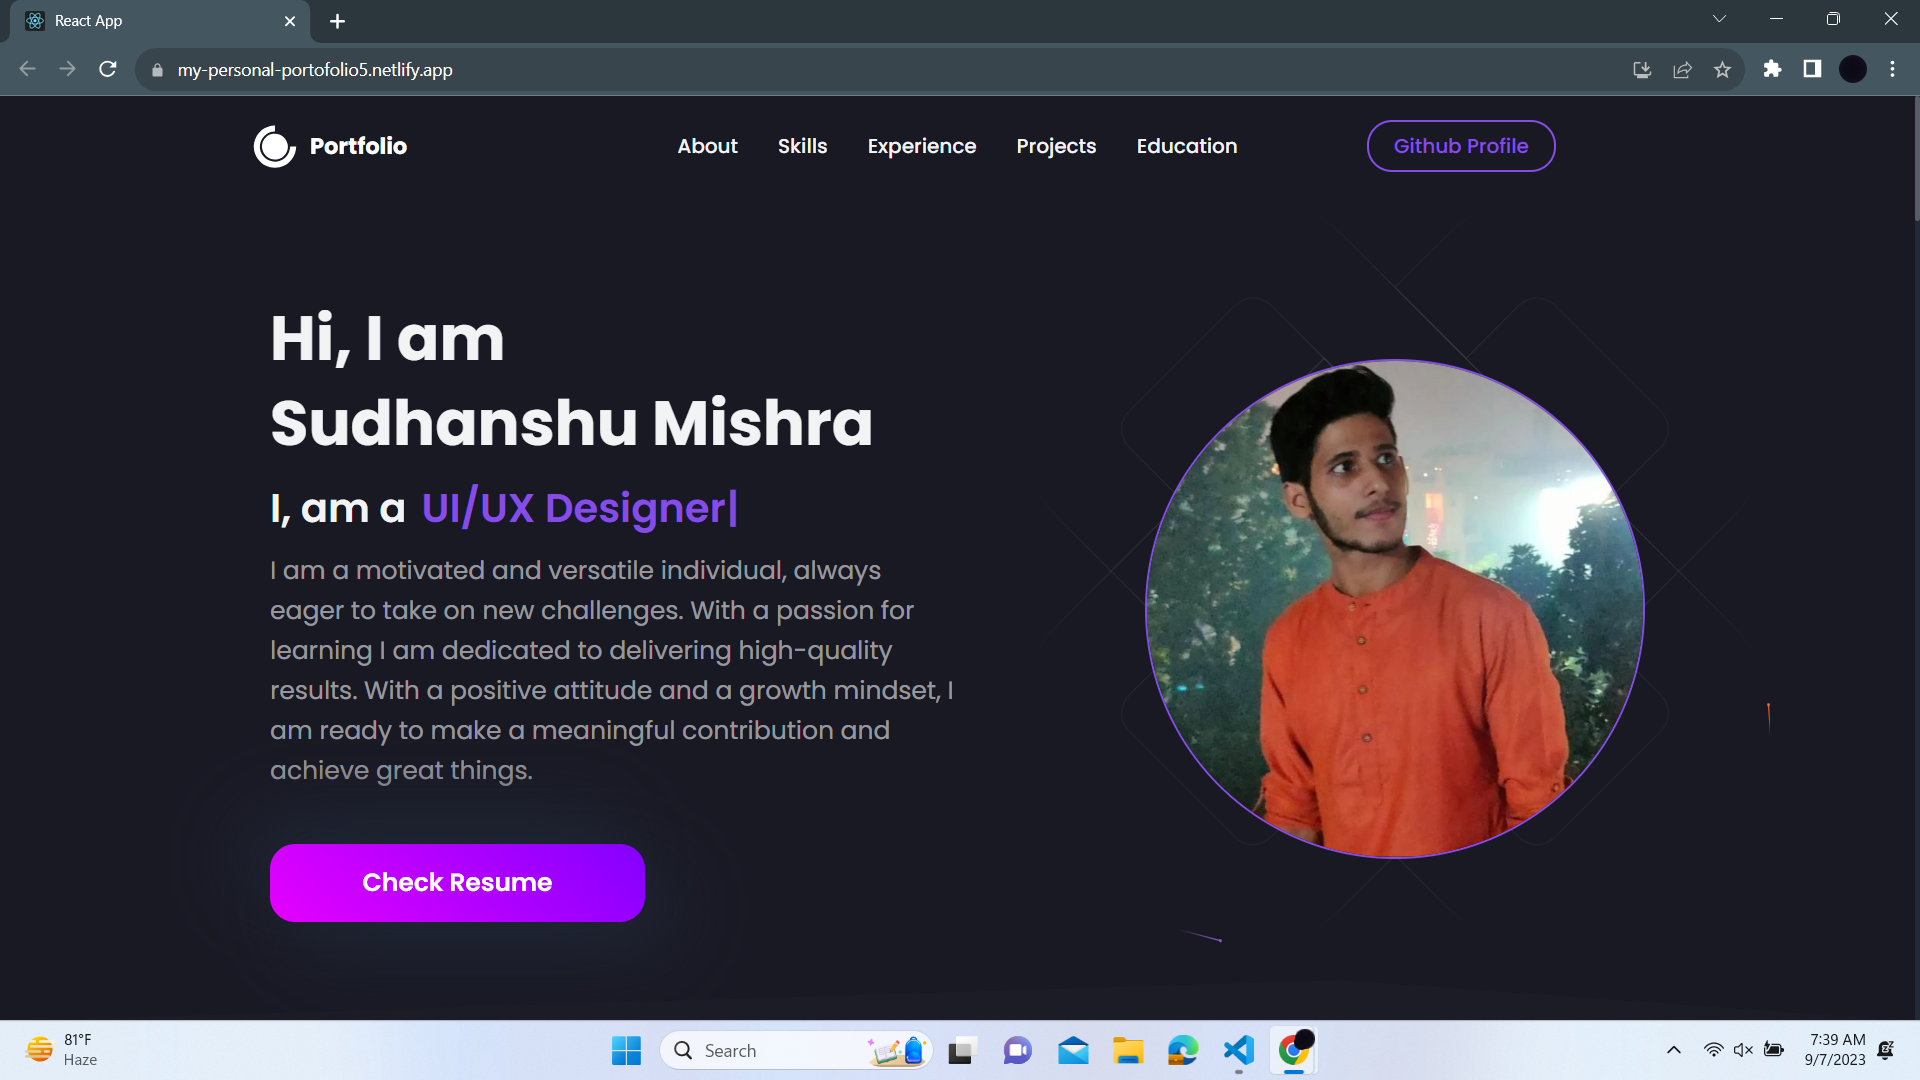 React App
my-personal-portofolio5.netlify.app
Portfolio
About
Skills
Experience
Projects
Education
Github Profile
Hi, I am
Sudhanshu Mishra
I, am a UI/UX Designer|
I am a motivated and versatile individual, always
eager to take on new challenges. With a passion for
learning I am dedicated to delivering high-quality
results. With a positive attitude and a growth mindset, I
am ready to make a meaningful contribution and
achieve great things.
Check Resume
81°F
Haze
Search
7:39 AM
9/7/2023